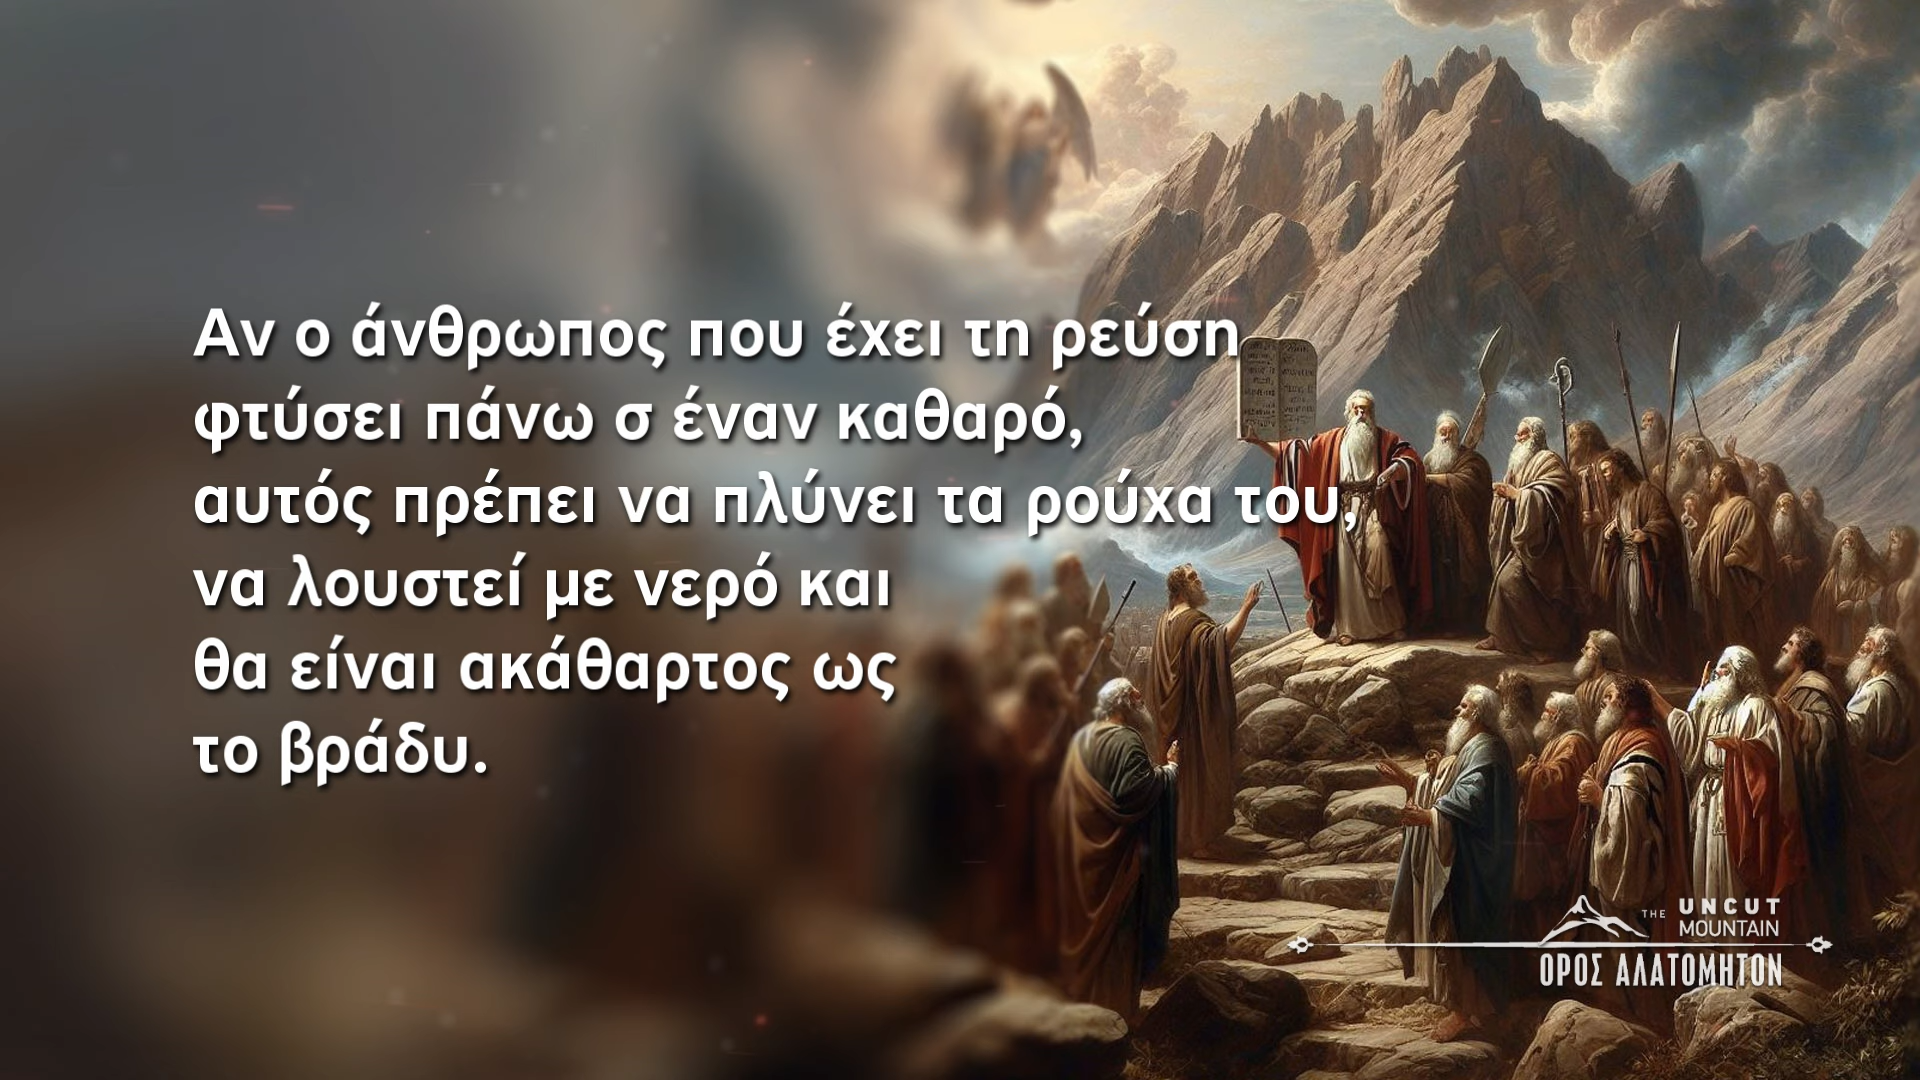 Αν ο άνθρωπος που έχει τη ρεύση
φτύσει πάνω σ έναν καθαρό,
αυτός πρέπει να πλύνει τα ρούχα του,
να λουστεί με νερό και
θα είναι ακάθαρτος ως
το βράδυ.
THE UNCUT
MOUNTAIN
ΟΡΟΣ ΑΛΑΤΟΜΗΤΟΝ